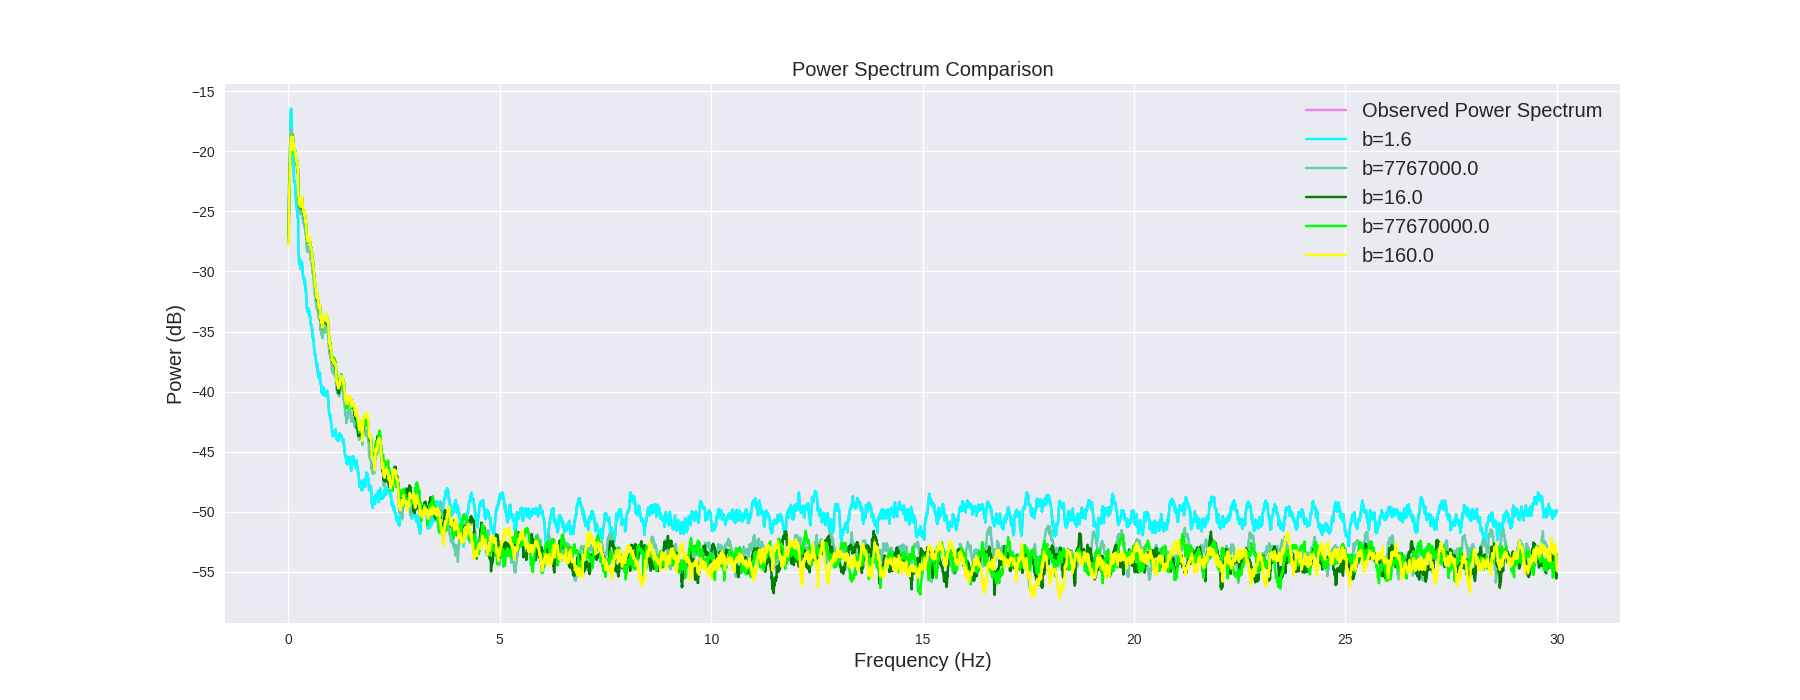 Power Spectrum Comparison
Power (dB)
−15
−20
−25
−30
−35
−40
−45
−50
−55
Observed Power Spectrum
b=1.6
b=7767000.0
b=16.0
b=77670000.0
b=160.0
0 5 10 15 20 25 30
Frequency (Hz)